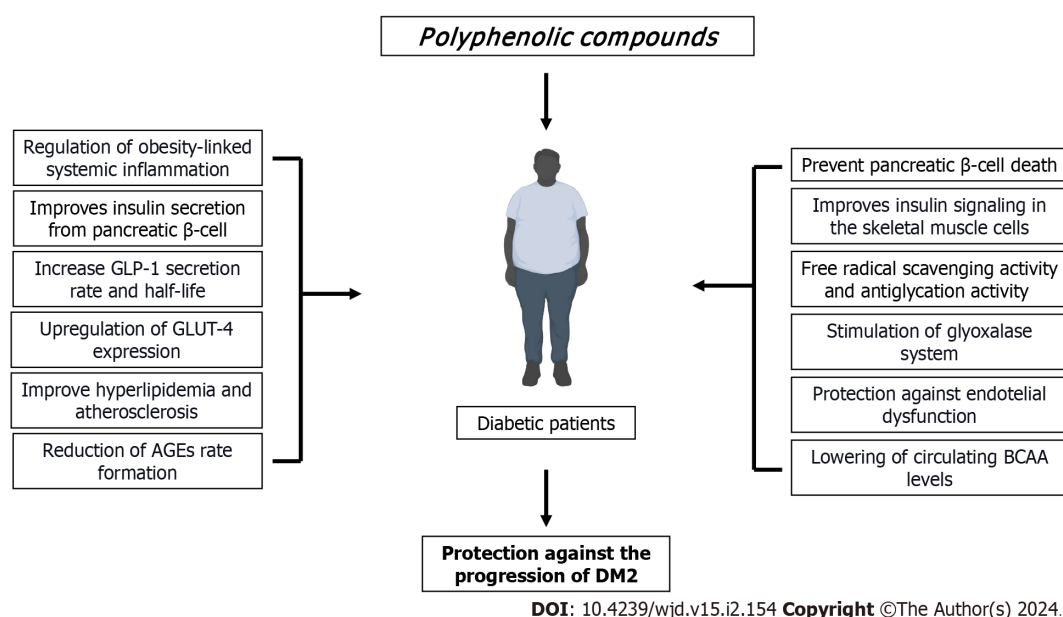 Polyphenolic compounds
Regulation of obesity-linked
systemic inflammation
Improves insulin secretion
from pancreatic β-cell
Increase GLP-1 secretion
rate and half-life
Upregulation of GLUT-4
expression
Improve hyperlipidemia and
atherosclerosis
Reduction of AGEs rate
formation
Prevent pancreatic β-cell death
Improves insulin signaling in
the skeletal muscle cells
Free radical scavenging activity
and antiglycation activity
Stimulation of glyoxalase
system
Protection against endotelial
dysfunction
Lowering of circulating BCAA
levels
Diabetic patients
Protection against the
progression of DM2
DOI: 10.4239/wjd.v15.i2.154 Copyright ©The Author(s) 2024.